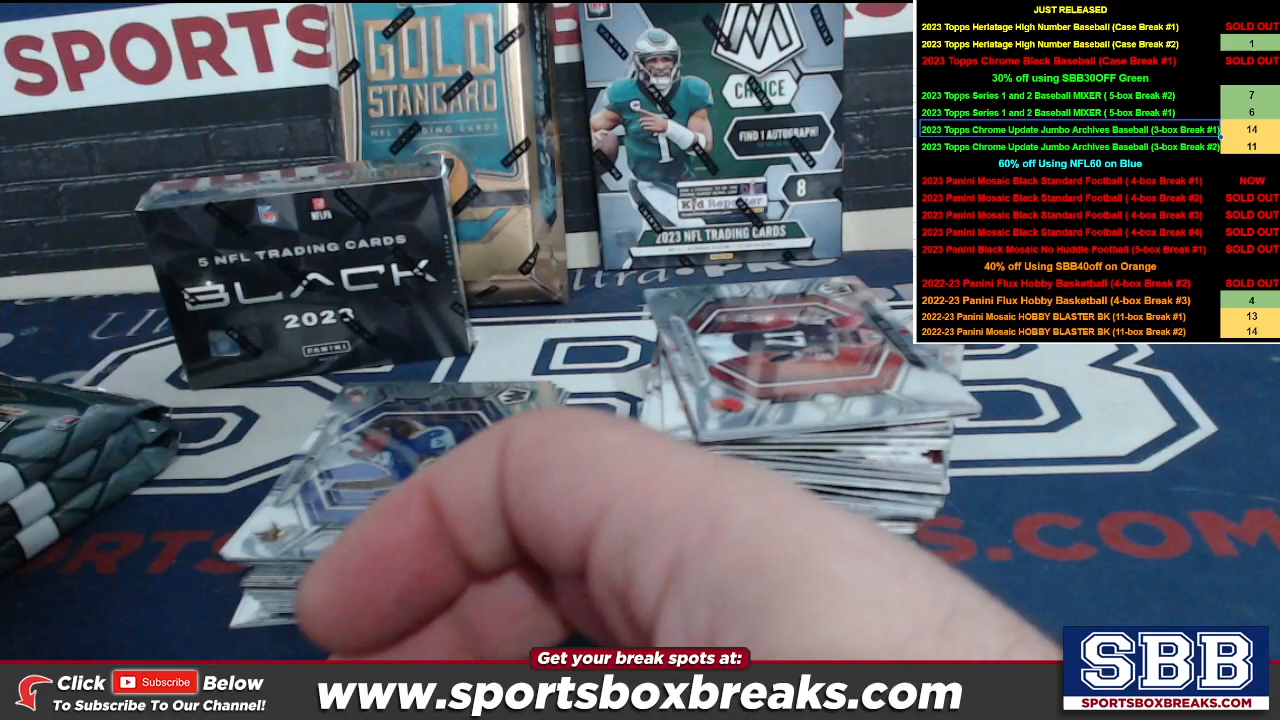 SPORTS
GOLD
STANDARD
NFL TRADING CARDS
CHOICE
FIND 1 AUTOGRAPH!
8
Kid Reporter
2023 NFL TRADING CARDS
5 NFL TRADING CARDS
BLACK
2023
PANINI
JUST RELEASED
2023 Topps Herlatage High Number Baseball (Case Break #1) SOLD OUT
2023 Topps Herlatage High Number Baseball (Case Break #2) 1
2023 Topps Chrome Black Baseball (Case Break #1) SOLD OUT
30% off using SBB30OFF Green
2023 Topps Series 1 and 2 Baseball MIXER ( 5-box Break #2) 7
2023 Topps Series 1 and 2 Baseball MIXER ( 5-box Break #1) 6
2023 Topps Chrome Update Jumbo Archives Baseball (3-box Break #1) 14
2023 Topps Chrome Update Jumbo Archives Baseball (3-box Break #2) 11
60% off Using NFL60 on Blue
2023 Panini Mosaic Black Standard Football ( 4-box Break #1) NOW
2023 Panini Mosaic Black Standard Football ( 4-box Break #2) SOLD OUT
2023 Panini Mosaic Black Standard Football ( 4-box Break #3) SOLD OUT
2023 Panini Mosaic Black Standard Football ( 4-box Break #4) SOLD OUT
2023 Panini Black Mosaic No Huddle Football (5-box Break #1) SOLD OUT
40% off Using SBB40off on Orange
2022-23 Panini Flux Hobby Basketball (4-box Break #2) SOLD OUT
2022-23 Panini Flux Hobby Basketball (4-box Break #3) 4
2022-23 Panini Mosaic HOBBY BLASTER BK (11-box Break #1) 13
2022-23 Panini Mosaic HOBBY BLASTER BK (11-box Break #2) 14
Ultra-PRO
S.COM
Get your break spots at:
Click Subscribe Below
To Subscribe To Our Channel!
www.sportsboxbreaks.com
SBB
SPORTSBOXBREAKS.COM